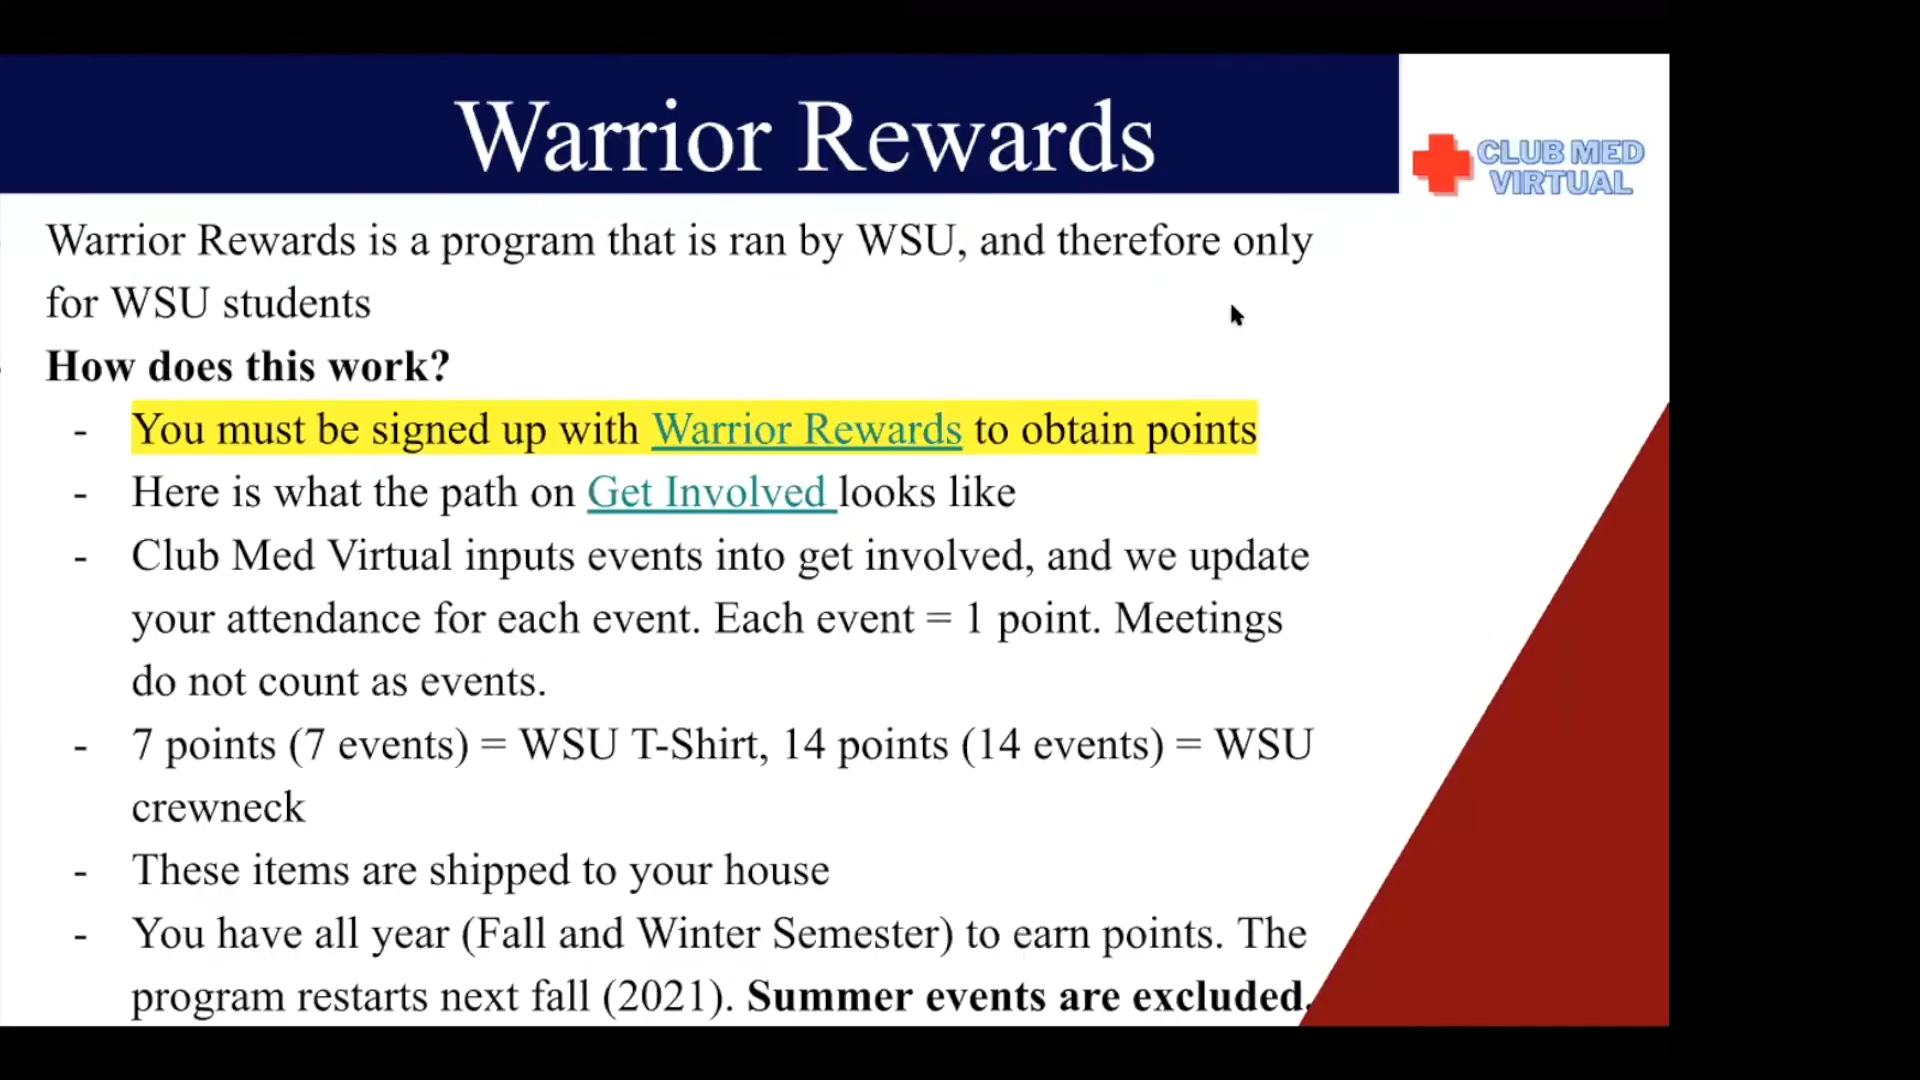 Warrior Rewards
CLUB MED
VIRTUAL
Warrior Rewards is a program that is ran by WSU, and therefore only
for WSU students
How does this work?
- You must be signed up with Warrior Rewards to obtain points
- Here is what the path on Get Involved looks like
- Club Med Virtual inputs events into get involved, and we update
your attendance for each event. Each event = 1 point. Meetings
do not count as events.
- 7 points (7 events) = WSU T-Shirt, 14 points (14 events) = WSU
crewneck
- These items are shipped to your house
- You have all year (Fall and Winter Semester) to earn points. The
program restarts next fall (2021). Summer events are excluded.